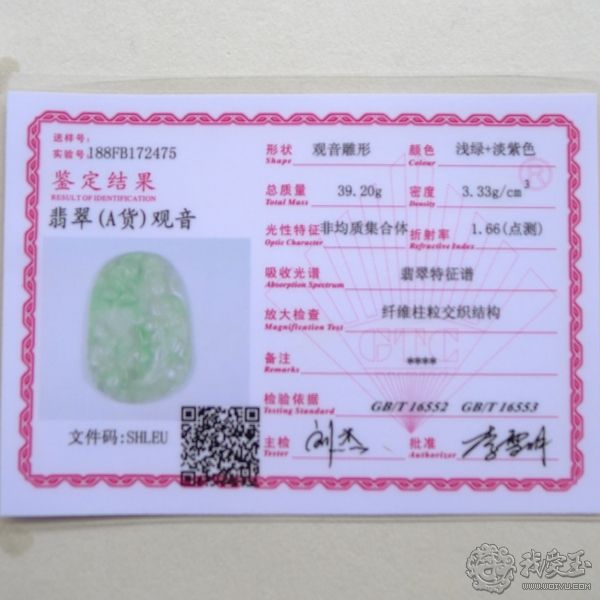 送样号:
实验号:188FB172475
鉴定结果
RESULT OF IDENTIFICATION
翡翠(A货)观音
文件码:SHLEU
形状 观音雕形 颜色 浅绿+淡紫色
Shape Colour
总质量 39.20g 密度 3.33g/cm³
Total Mass Density
光性特征 非均质集合体 折射率 1.66(点测)
Optic Character Refractive Index
吸收光谱 翡翠特征谱
Absorption Spectrum
放大检查 纤维柱粒交织结构
Magnification Test
备注 ****
Remarks
检验依据 GB/T 16552 GB/T 16553
Testing Standard
主检 批准
Tester Authorizer
GTC
®
我爱玉
WWW.WOIYU.COM